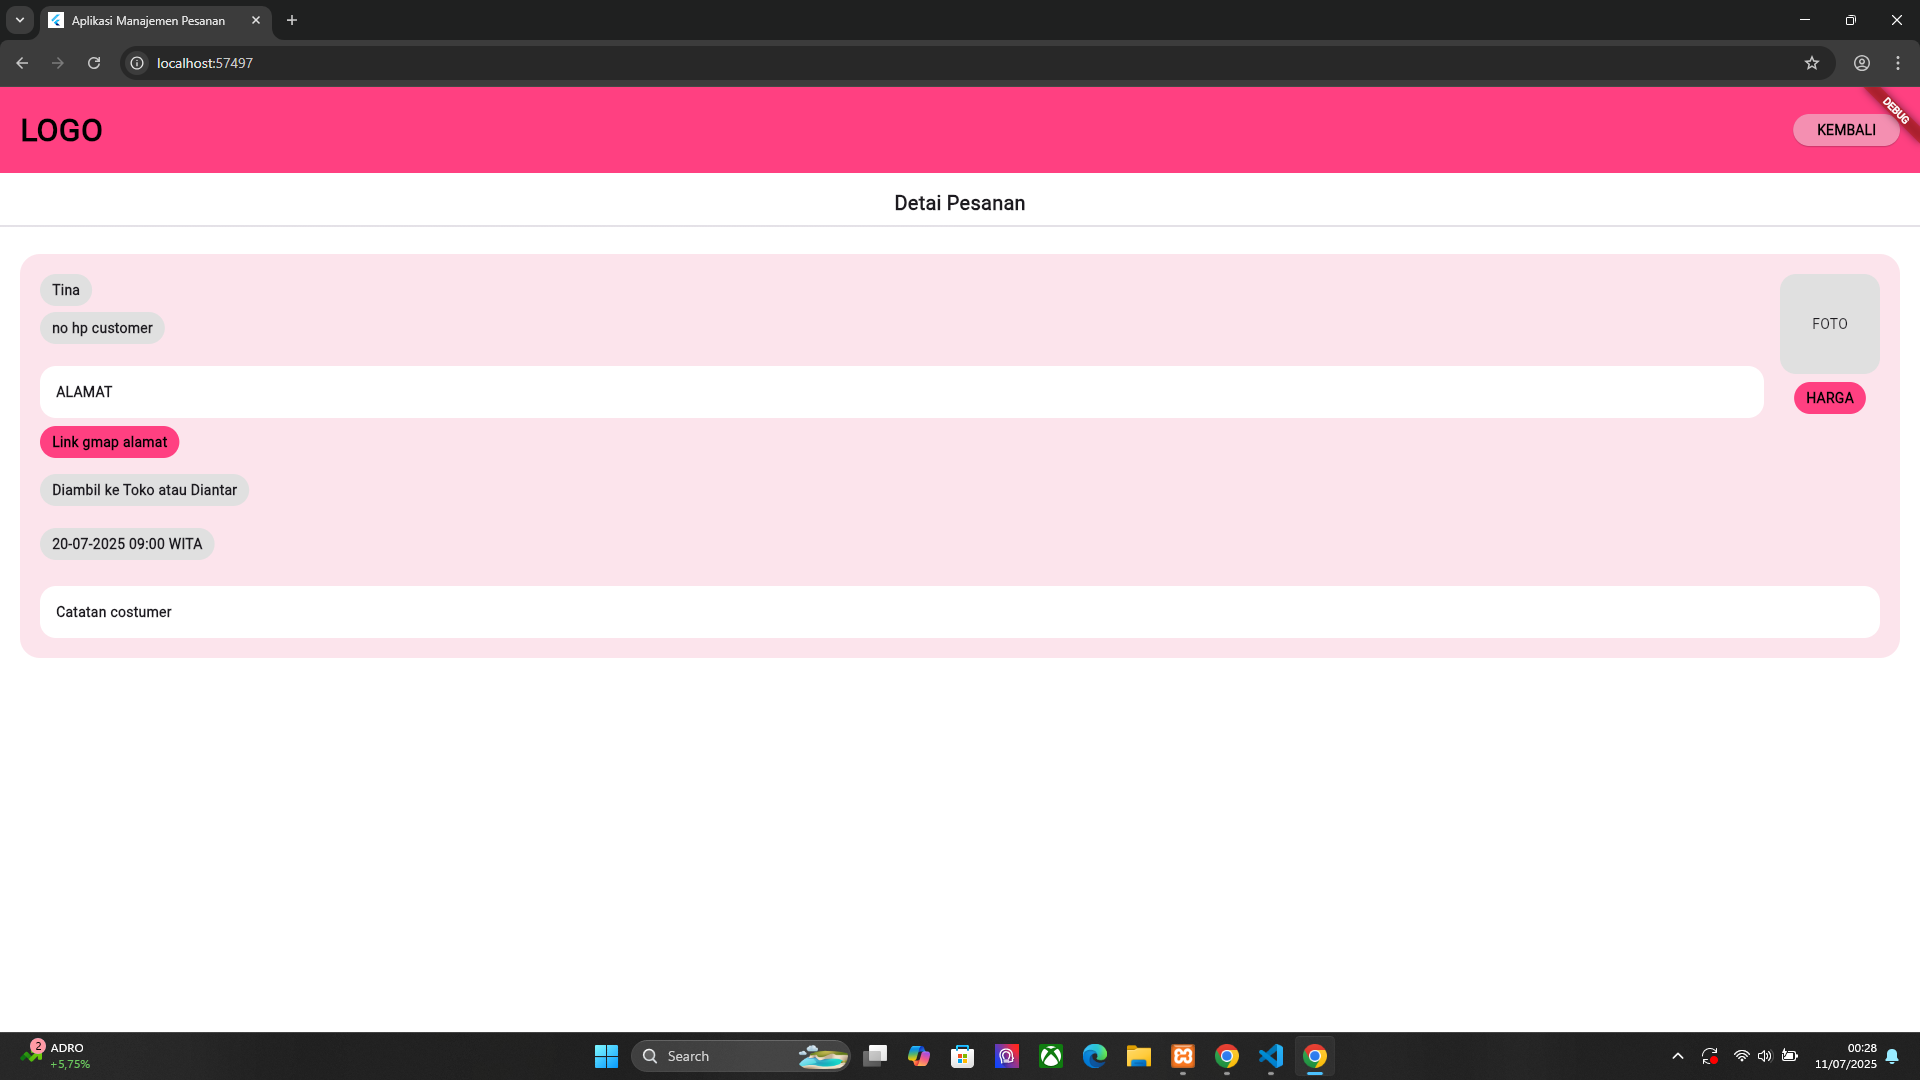 Aplikasi Manajemen Pesanan
localhost:57497
LOGO
KEMBALI
DEBUG
Detai Pesanan
Tina
no hp customer
FOTO
ALAMAT
HARGA
Link gmap alamat
Diambil ke Toko atau Diantar
20-07-2025 09:00 WITA
Catatan costumer
2
ADRO
+5,75%
Search
00:28
11/07/2025